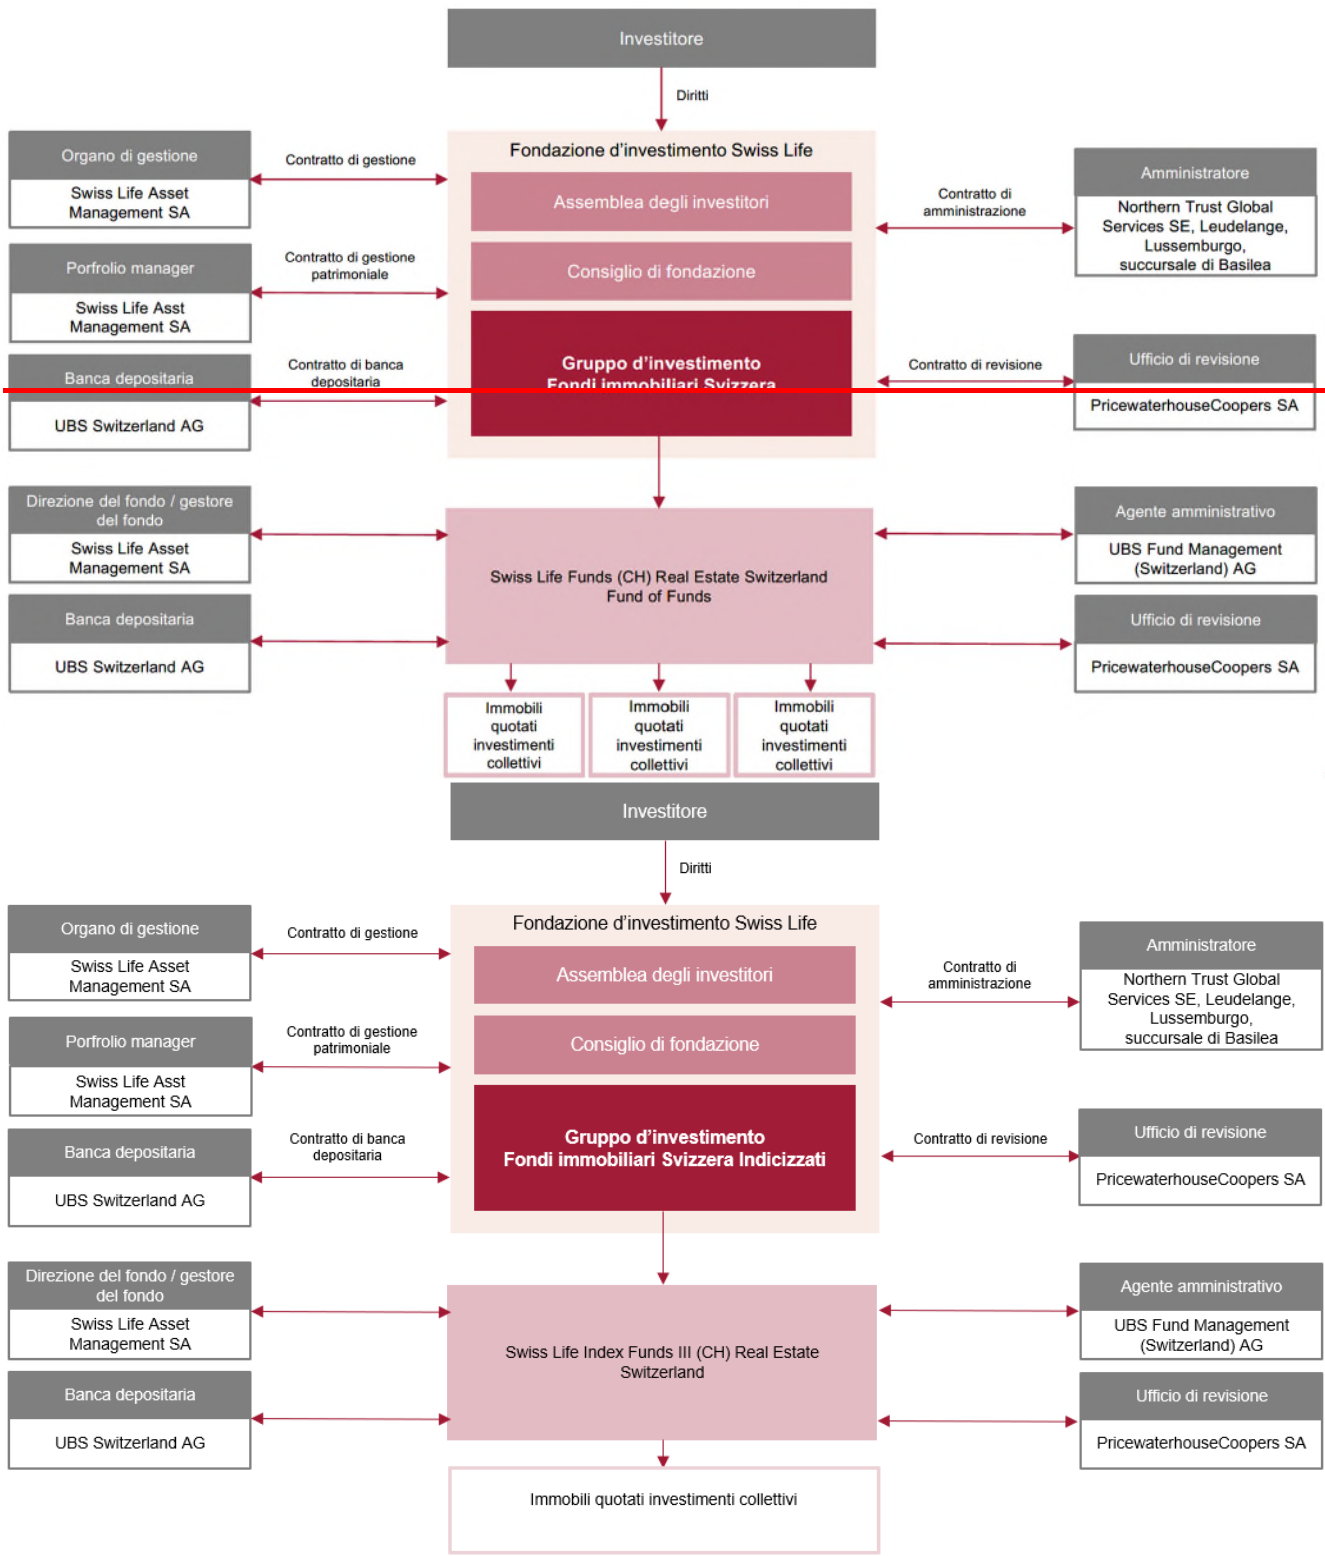 Investitore
Diritti
Organo di gestione
Swiss Life Asset
Management SA
Contratto di gestione
Fondazione d'investimento Swiss Life
Assemblea degli investitori
Contratto di
amministrazione
Amministratore
Northern Trust Global
Services SE, Leudelange,
Lussemburgo,
succursale di Basilea
Porfrolio manager
Swiss Life Asst
Management SA
Contratto di gestione
patrimoniale
Consiglio di fondazione
Banca depositaria
UBS Switzerland AG
Contratto di banca
depositaria
Gruppo d'investimento
Fondi immobiliari Svizzera
Contratto di revisione
Ufficio di revisione
PricewaterhouseCoopers SA
Direzione del fondo / gestore
del fondo
Swiss Life Asset
Management SA
Swiss Life Funds (CH) Real Estate Switzerland
Fund of Funds
Agente amministrativo
UBS Fund Management
(Switzerland) AG
Banca depositaria
UBS Switzerland AG
Ufficio di revisione
PricewaterhouseCoopers SA
Immobili
quotati
investimenti
collettivi
Immobili
quotati
investimenti
collettivi
Immobili
quotati
investimenti
collettivi
Investitore
Diritti
Organo di gestione
Swiss Life Asset
Management SA
Contratto di gestione
Fondazione d'investimento Swiss Life
Assemblea degli investitori
Contratto di
amministrazione
Amministratore
Northern Trust Global
Services SE, Leudelange,
Lussemburgo,
succursale di Basilea
Porfrolio manager
Swiss Life Asst
Management SA
Contratto di gestione
patrimoniale
Consiglio di fondazione
Banca depositaria
UBS Switzerland AG
Contratto di banca
depositaria
Gruppo d'investimento
Fondi immobiliari Svizzera Indicizzati
Contratto di revisione
Ufficio di revisione
PricewaterhouseCoopers SA
Direzione del fondo / gestore
del fondo
Swiss Life Asset
Management SA
Swiss Life Index Funds III (CH) Real Estate
Switzerland
Agente amministrativo
UBS Fund Management
(Switzerland) AG
Banca depositaria
UBS Switzerland AG
Ufficio di revisione
PricewaterhouseCoopers SA
Immobili quotati investimenti collettivi